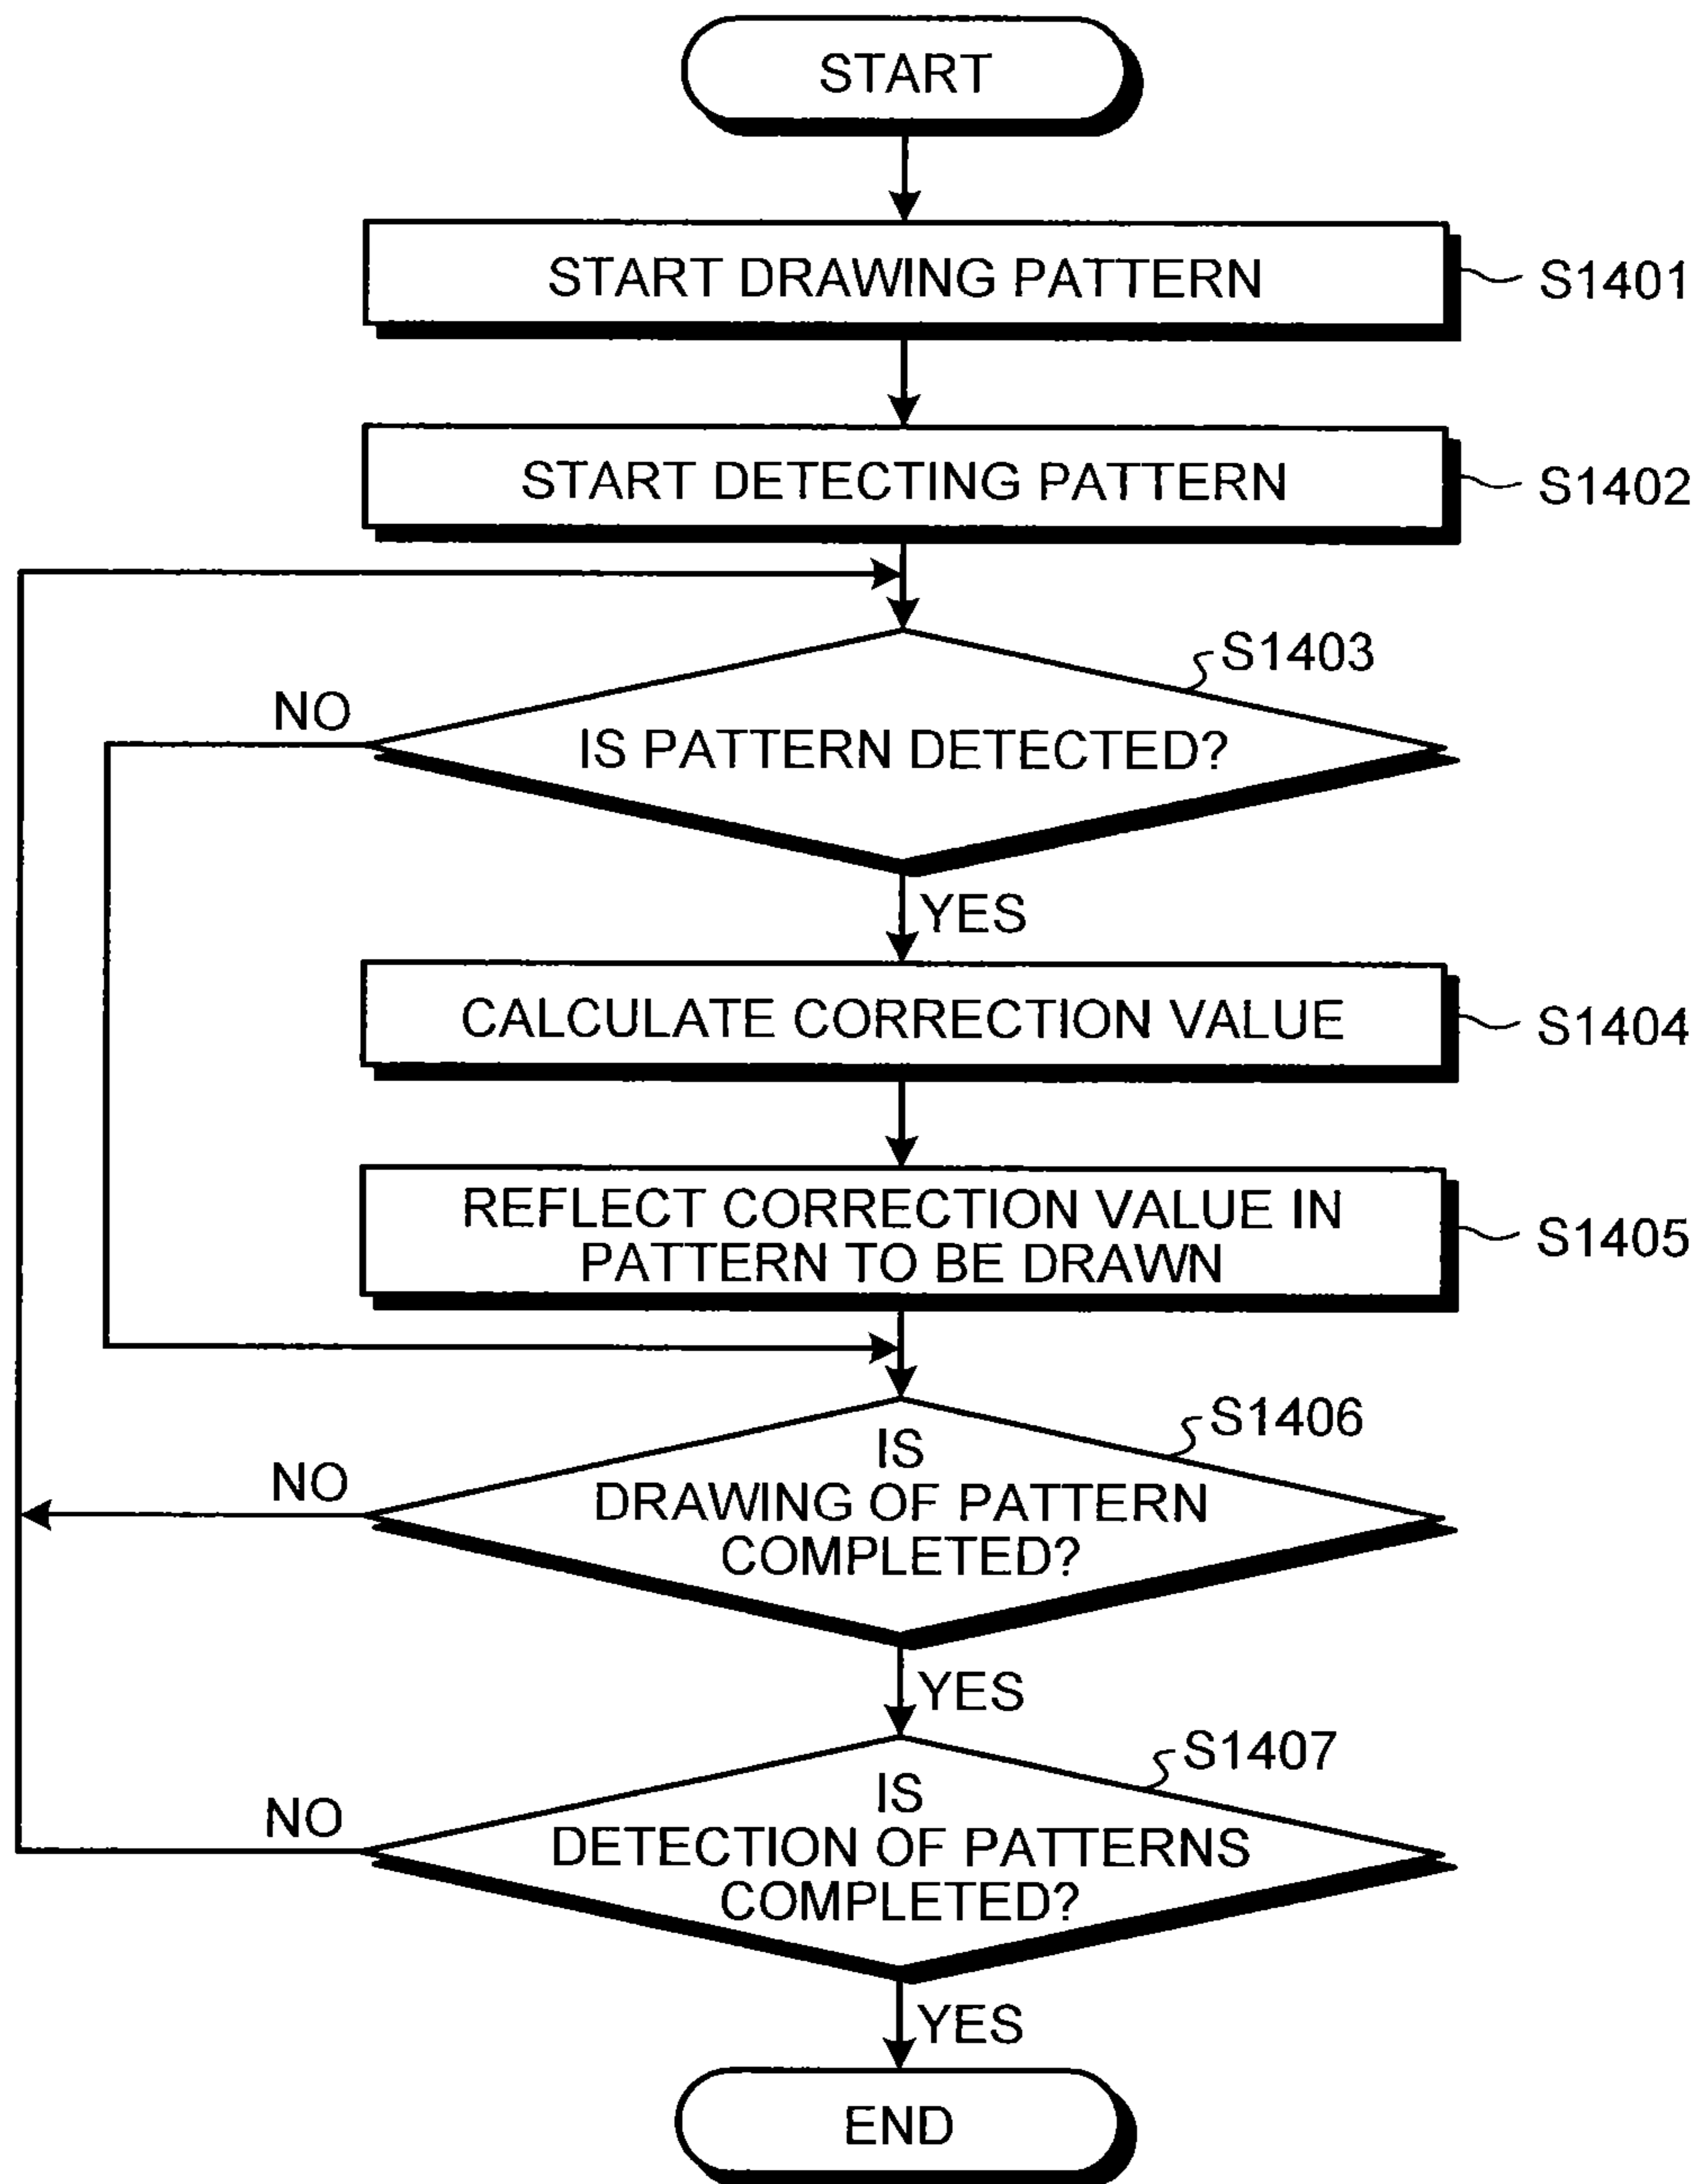 START
START DRAWING PATTERN
S1401
START DETECTING PATTERN
S1402
S1403
NO
IS PATTERN DETECTED?
YES
CALCULATE CORRECTION VALUE
S1404
REFLECT CORRECTION VALUE IN
PATTERN TO BE DRAWN
S1405
S1406
IS
NO
DRAWING OF PATTERN
COMPLETED?
YES
S1407
IS
NO
DETECTION OF PATTERNS
COMPLETED?
YES
END